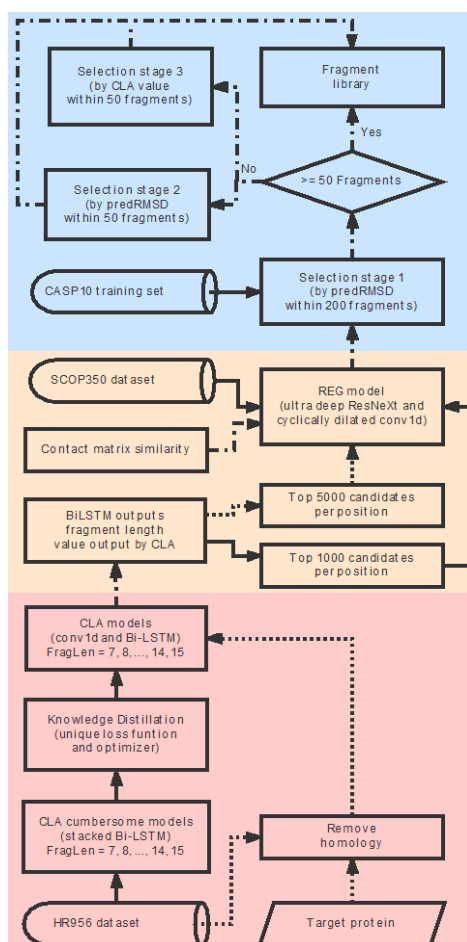 Selection stage 3
(by CLA value
within 50 fragments)
Fragment
library
Yes
No
>= 50 Fragments
Selection stage 2
(by predRMSD
within 50 fragments)
CASP10 training set
Selection stage 1
(by predRMSD
within 200 fragments)
SCOP350 dataset
REG model
(ultra deep ResNeXt and
cyclically dilated conv1d)
Contact matrix similarity
BiLSTM outputs
fragment length
value output by CLA
Top 5000 candidates
per position
Top 1000 candidates
per position
CLA models
(conv1d and Bi-LSTM)
FragLen = 7, 8,..., 14, 15
Knowledge Distillation
(unique loss funtion
and optimizer)
CLA cumbersome models
(stacked Bi-LSTM)
FragLen = 7, 8,..., 14, 15
Remove
homology
HR956 dataset
Target protein